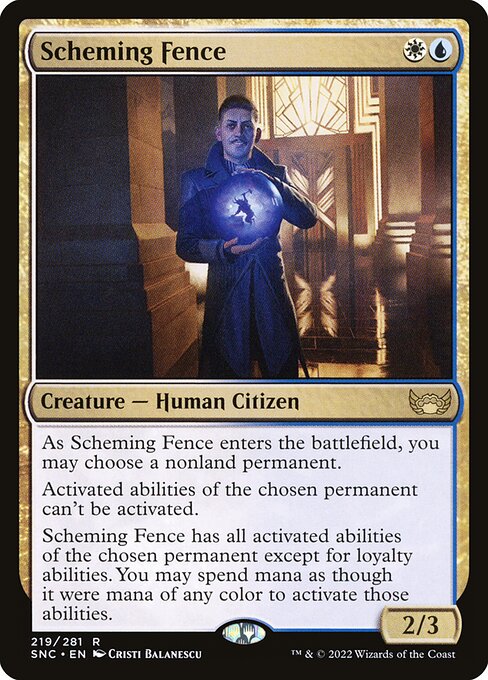 Scheming Fence
Creature — Human Citizen
As Scheming Fence enters the battlefield, you
may choose a nonland permanent.
Activated abilities of the chosen permanent
can't be activated.
Scheming Fence has all activated abilities
of the chosen permanent except for loyalty
abilities. You may spend mana as though
it were mana of any color to activate those
abilities.
2/3
219/281 R
SNC • EN Cristi Balanescu
™ & © 2022 Wizards of the Coast